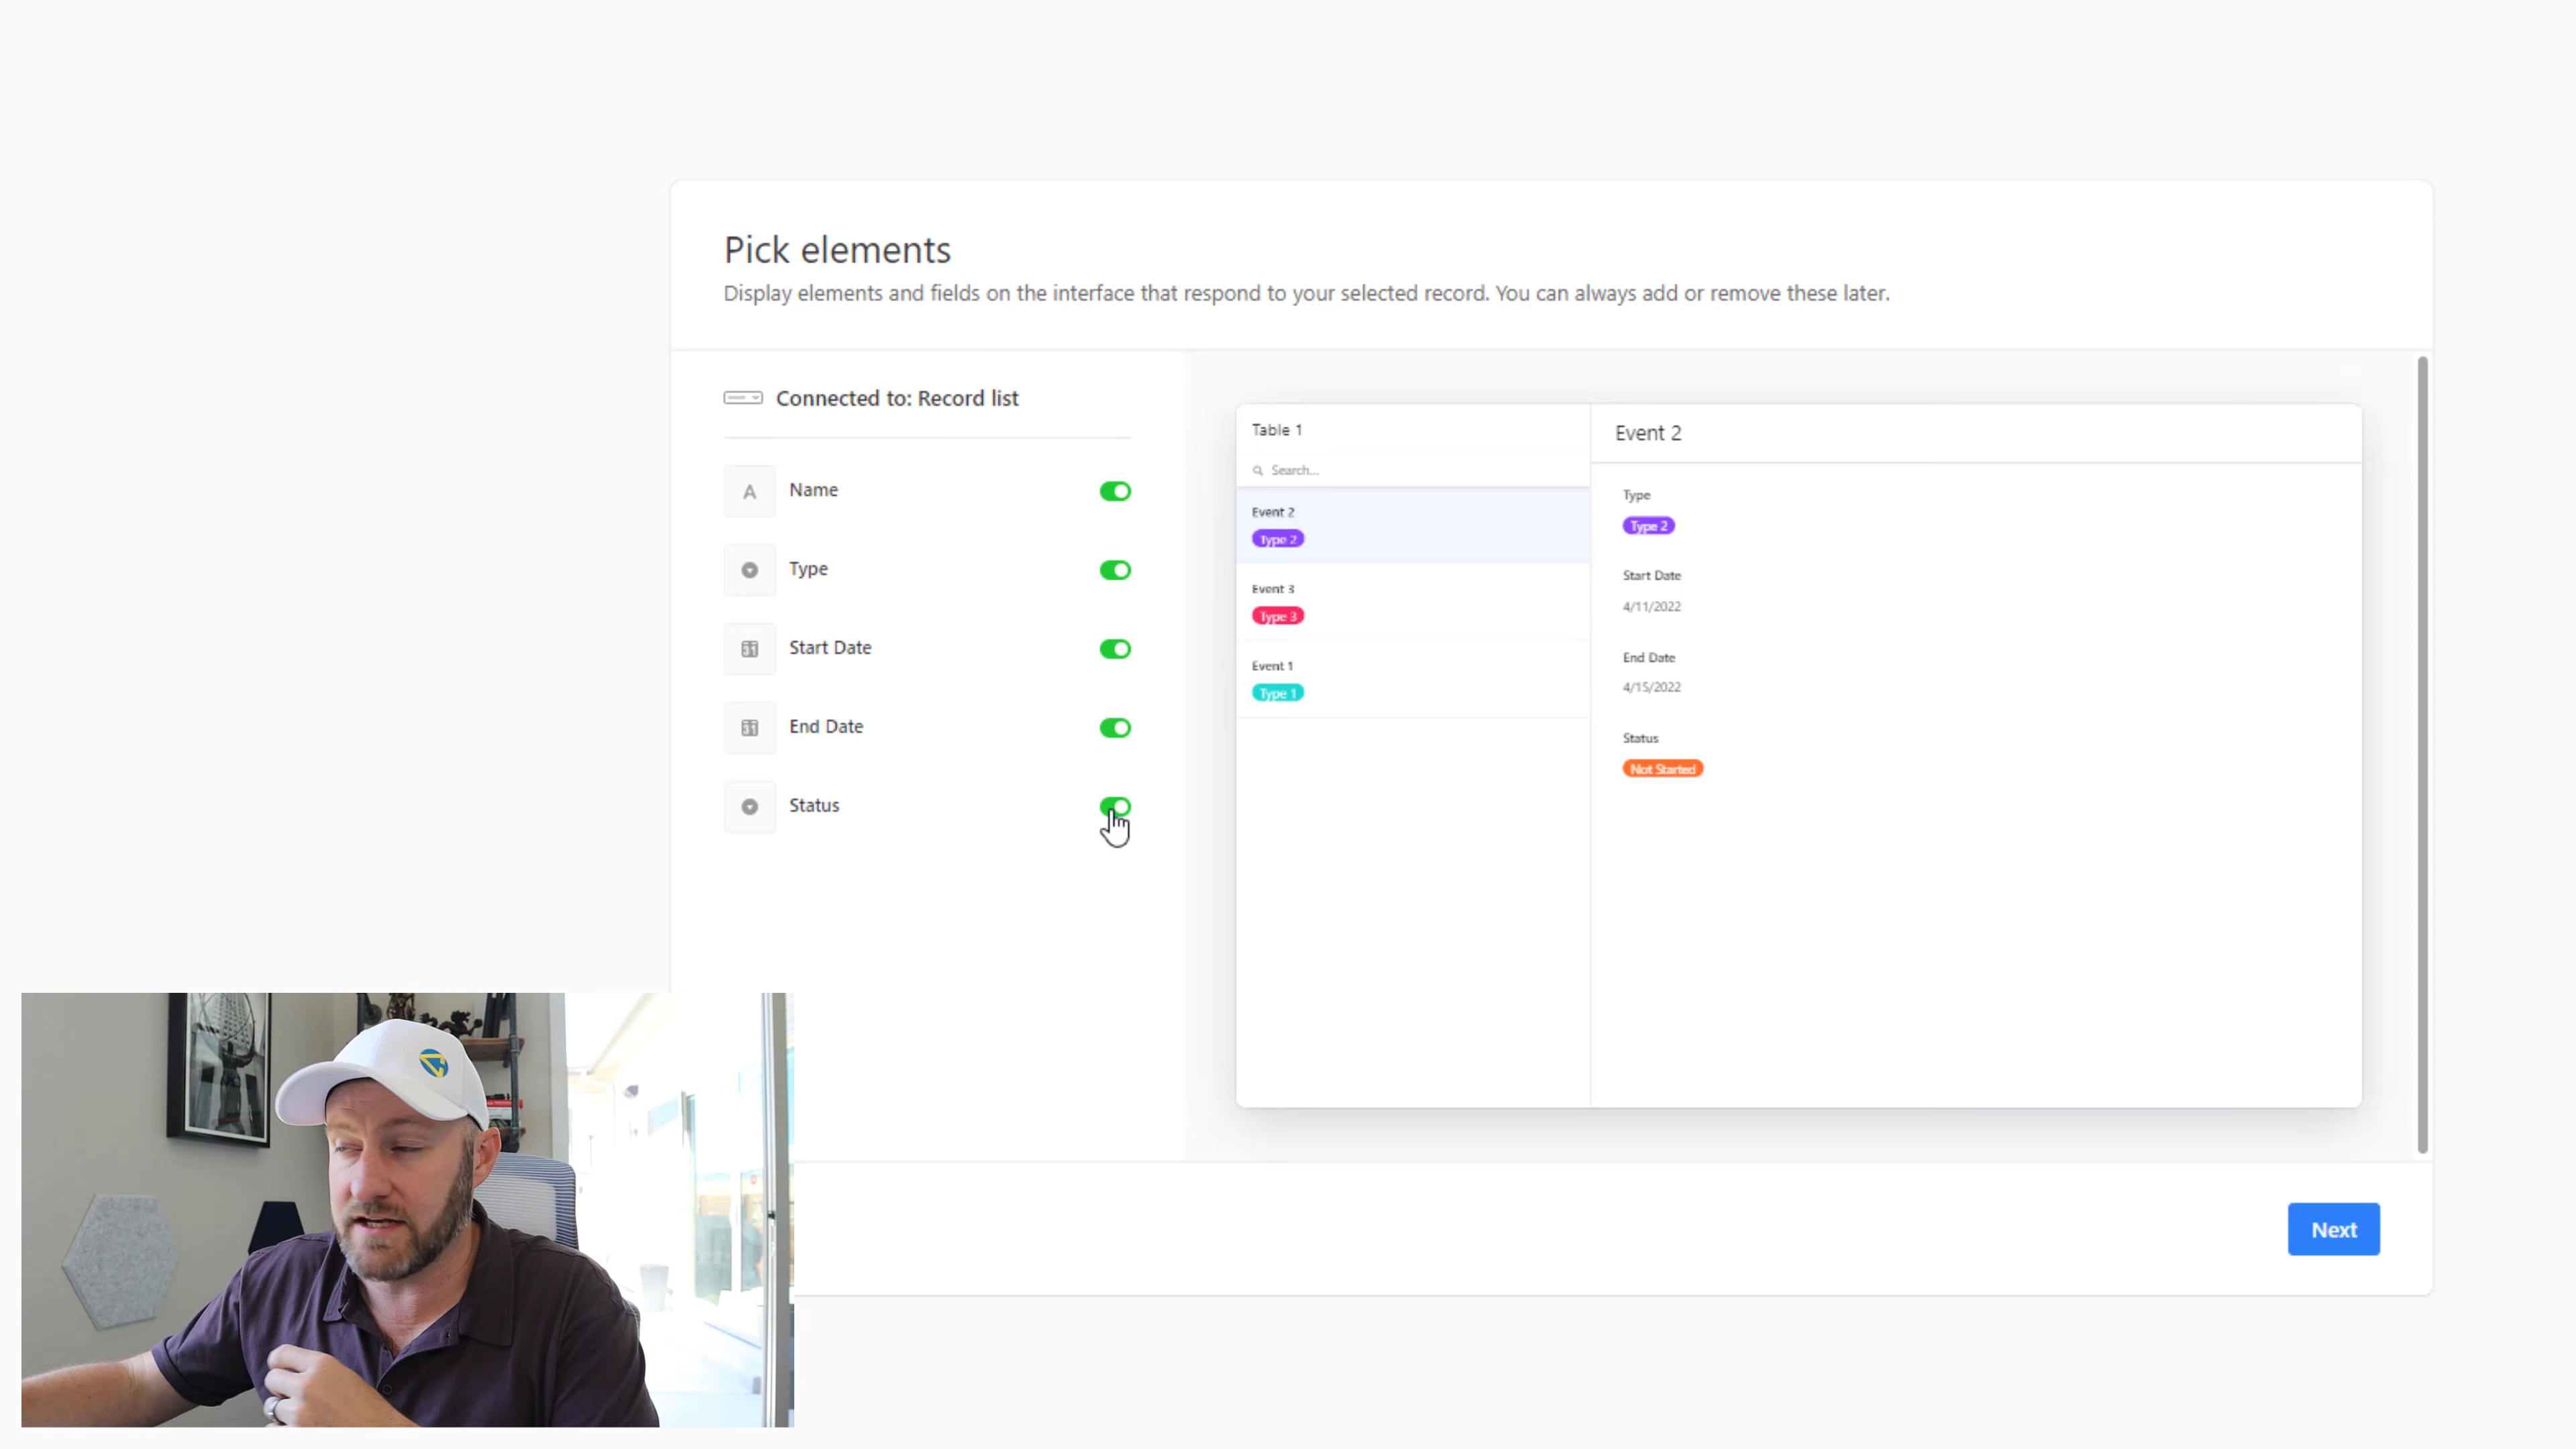 Pick elements
Display elements and fields on the interface that respond to your selected record. You can always add or remove these later.
Connected to: Record list
Name
Type
Start Date
End Date
Status
Table 1
Search...
Event 2
Type 2
Event 3
Type 3
Event 1
Type 1
Event 2
Type
Type 2
Start Date
4/11/2022
End Date
4/15/2022
Status
Not Started
Next